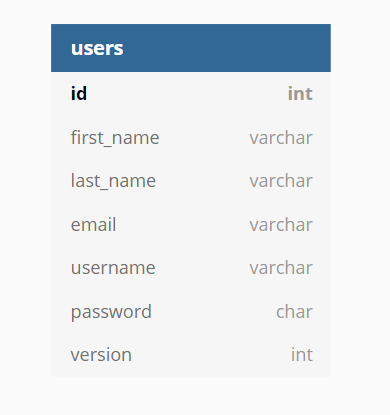 users
id int
first_name varchar
last_name varchar
email varchar
username varchar
password char
version int